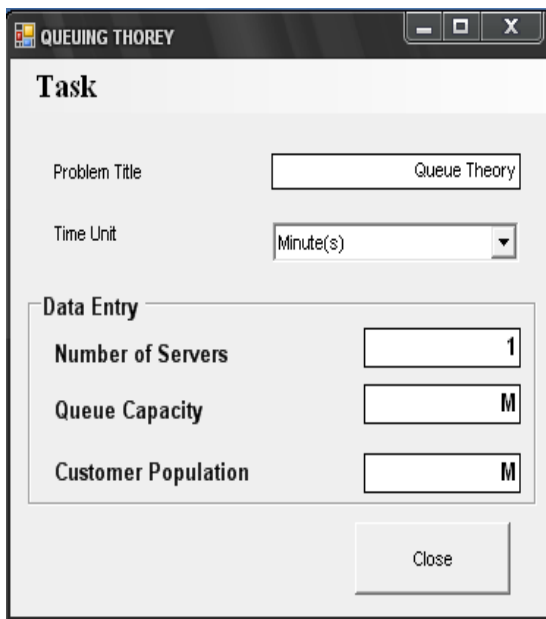 QUEUING THOREY
Task
Problem Title
Queue Theory
Time Unit
Minute(s)
Data Entry
Number of Servers
1
Queue Capacity
M
Customer Population
M
Close